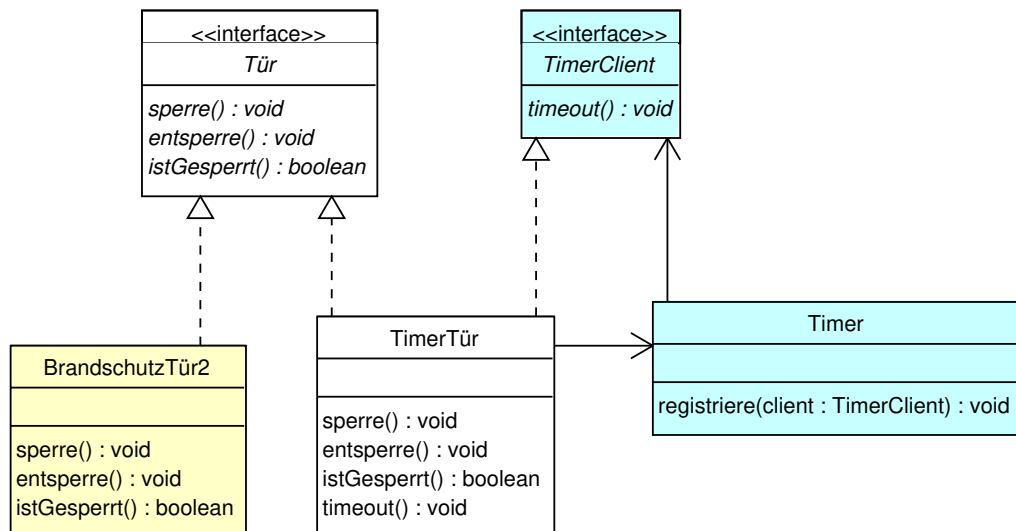 <<interface>>
Tür
sperre() : void
entsperre() : void
istGesperrt() : boolean
<<interface>>
TimerClient
timeout() : void
BrandschutzTür2
sperre() : void
entsperre() : void
istGesperrt() : boolean
TimerTür
sperre() : void
entsperre() : void
istGesperrt() : boolean
timeout() : void
Timer
registriere(client : TimerClient) : void